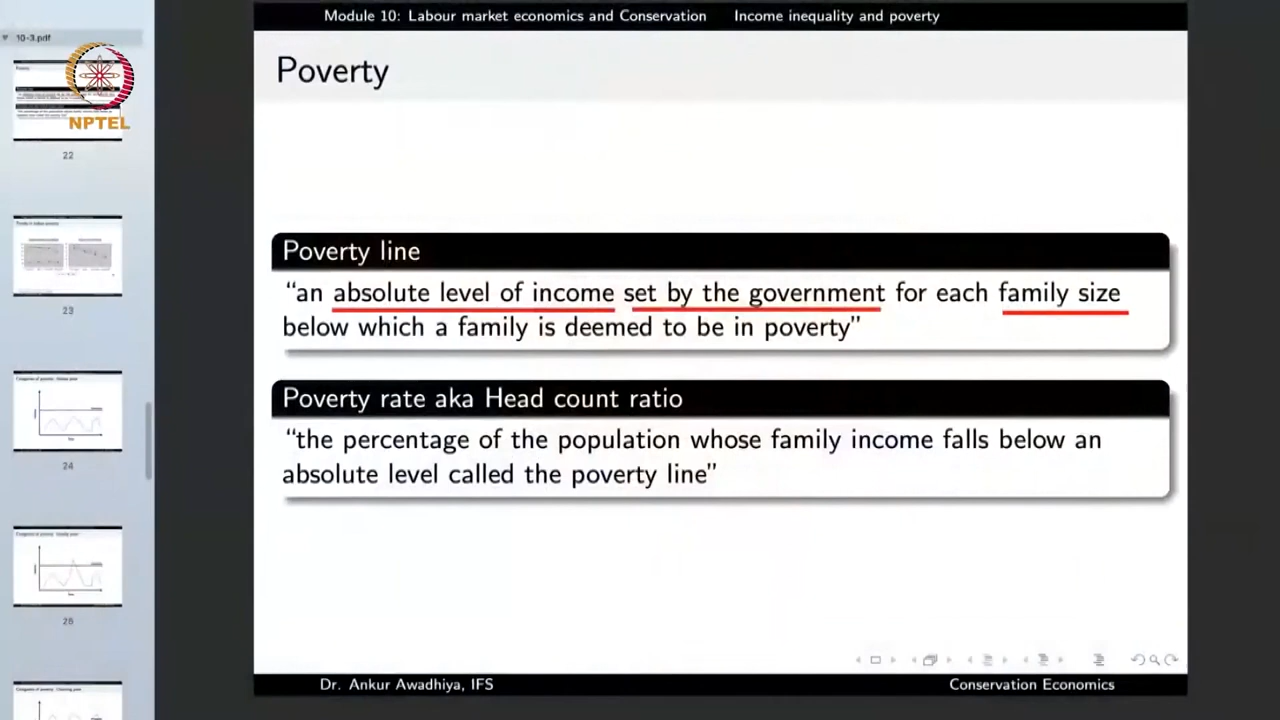 Module 10: Labour market economics and Conservation Income inequality and poverty
10-3.pdf
NPTEL
Poverty
22
23
24
25
Poverty line
“an absolute level of income set by the government for each family size
below which a family is deemed to be in poverty”
Poverty rate aka Head count ratio
“the percentage of the population whose family income falls below an
absolute level called the poverty line”
Dr. Ankur Awadhiya, IFS
Conservation Economics